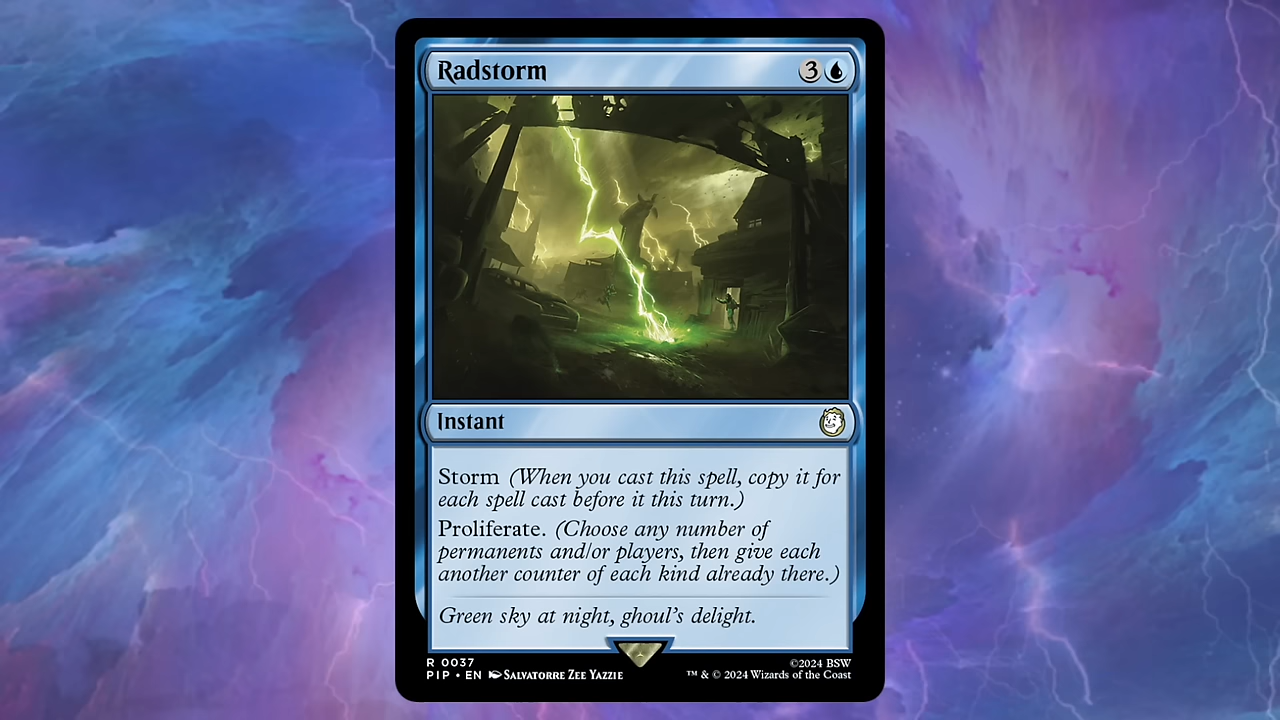 Radstorm 3
Instant
Storm (When you cast this spell, copy it for
each spell cast before it this turn.)
Proliferate. (Choose any number of
permanents and/or players, then give each
another counter of each kind already there.)
Green sky at night, ghoul's delight.
R 0037
PIP • EN Salvatorre Zee Yazzie
©2024 BSW
™ & © 2024 Wizards of the Coast